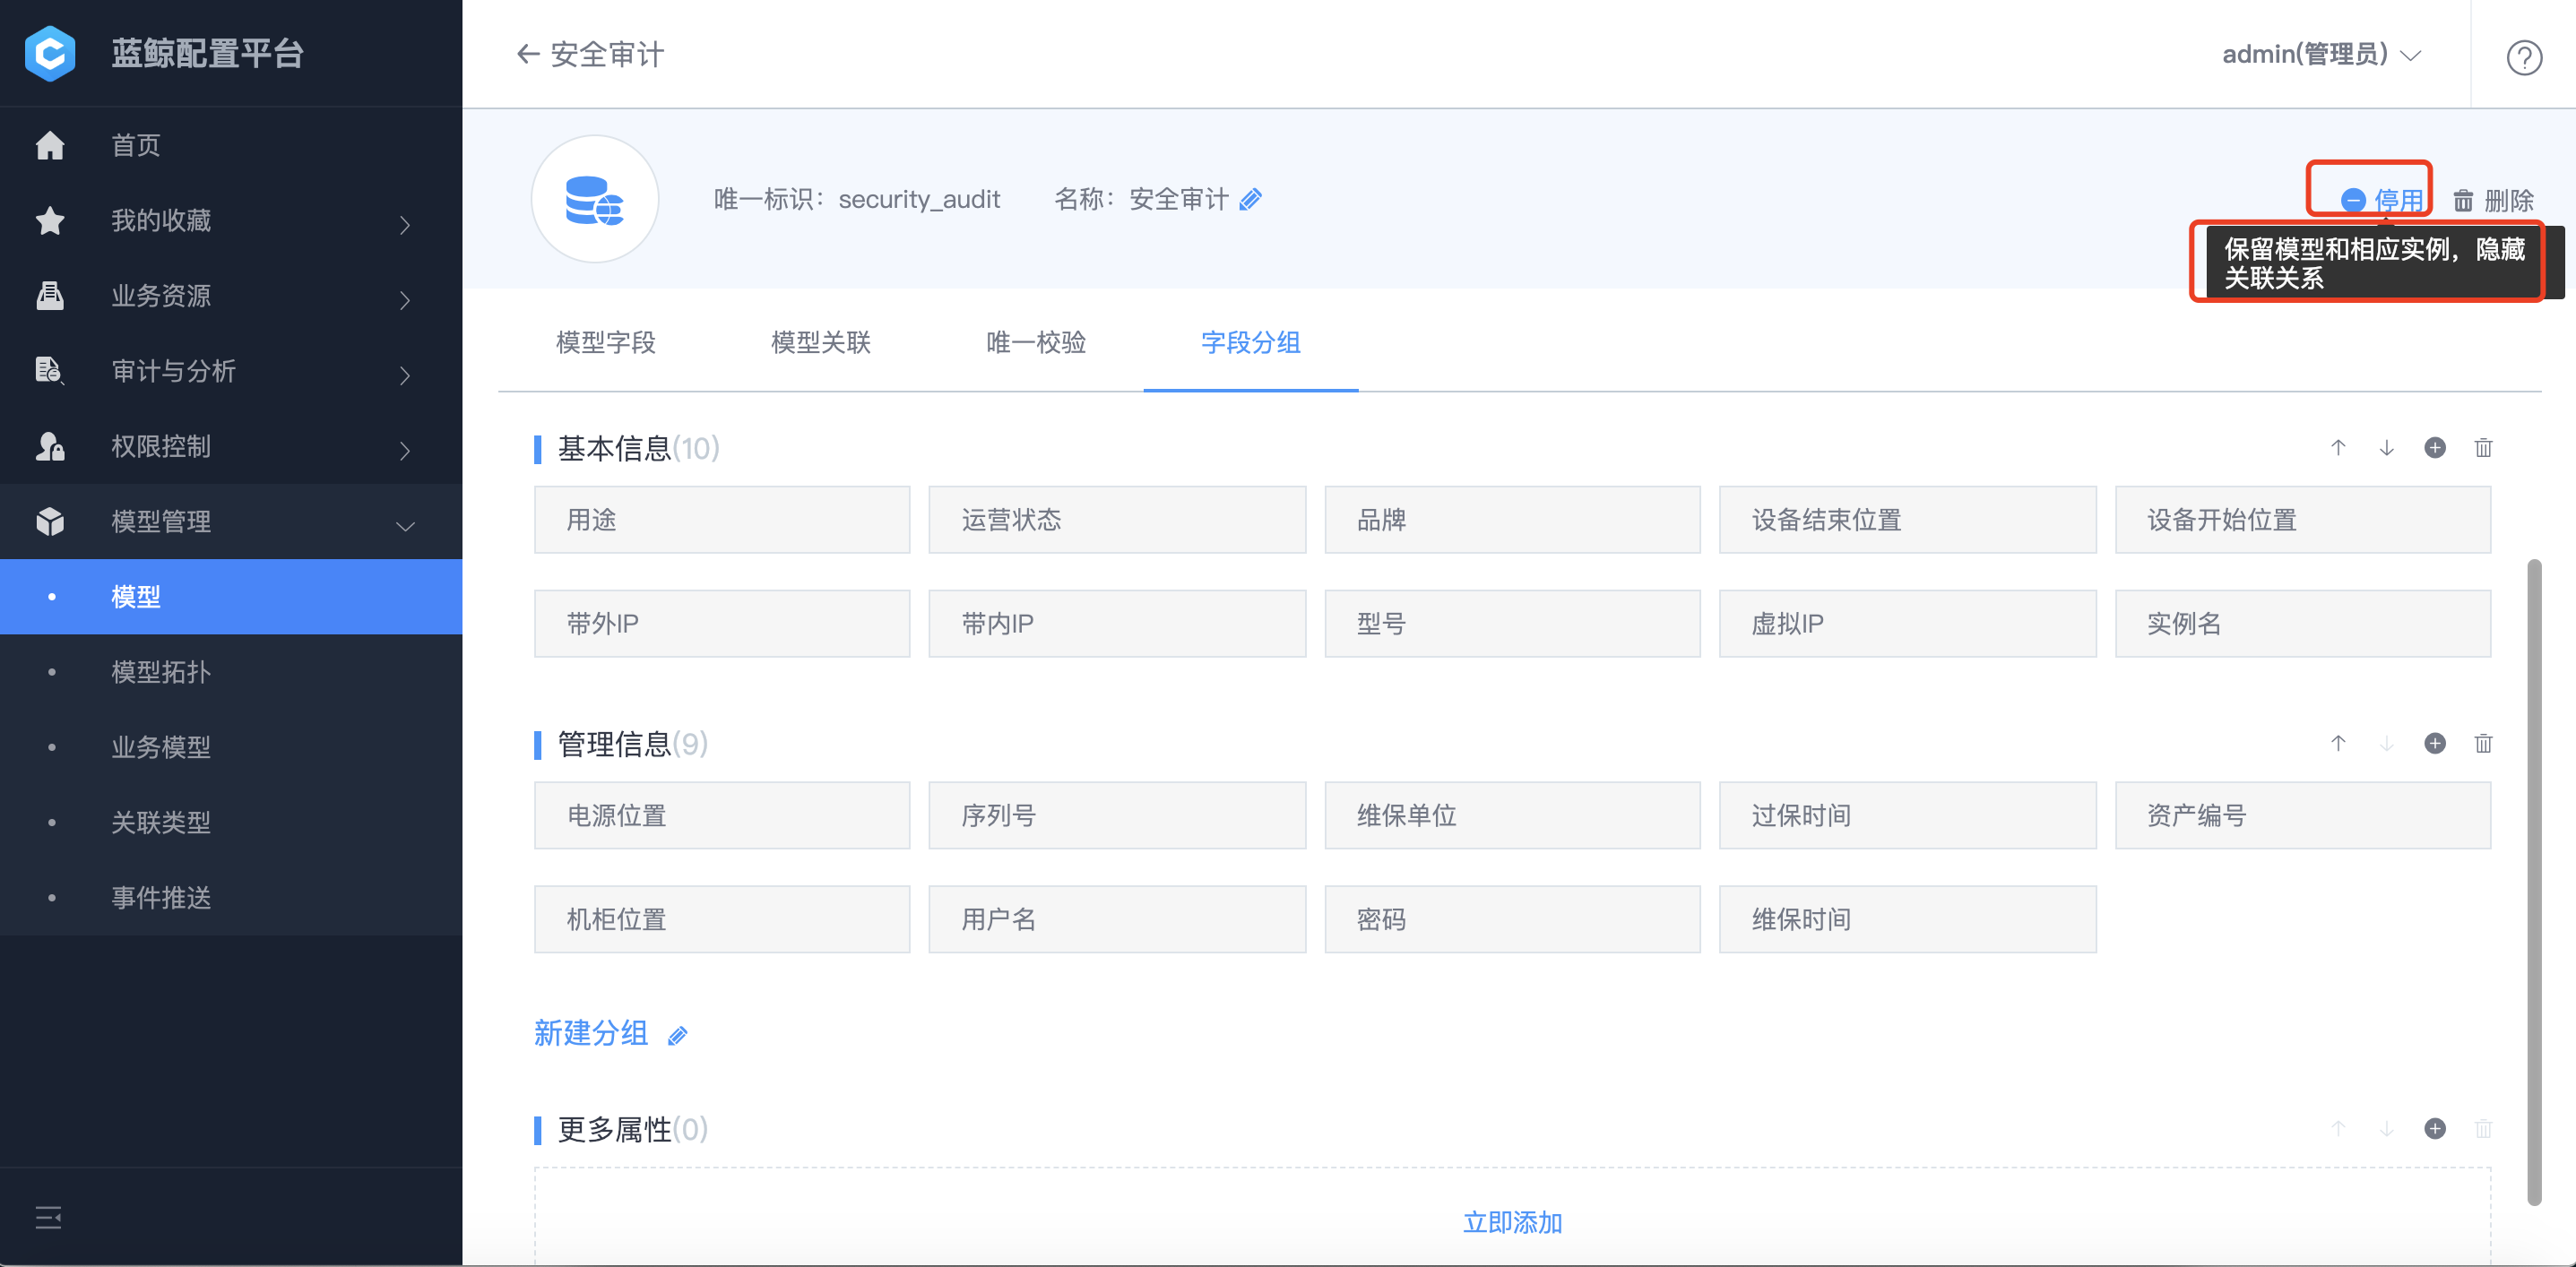 蓝鲸配置平台
首页
我的收藏
业务资源
审计与分析
权限控制
模型管理
模型
模型拓扑
业务模型
关联类型
事件推送
安全审计
admin(管理员)
唯一标识：security_audit 名称：安全审计
停用 删除
保留模型和相应实例，隐藏
关联关系
模型字段 模型关联 唯一校验 字段分组
基本信息(10)
用途 运营状态 品牌 设备结束位置 设备开始位置
带外IP 带内IP 型号 虚拟IP 实例名
管理信息(9)
电源位置 序列号 维保单位 过保时间 资产编号
机柜位置 用户名 密码 维保时间
新建分组
更多属性(0)
立即添加